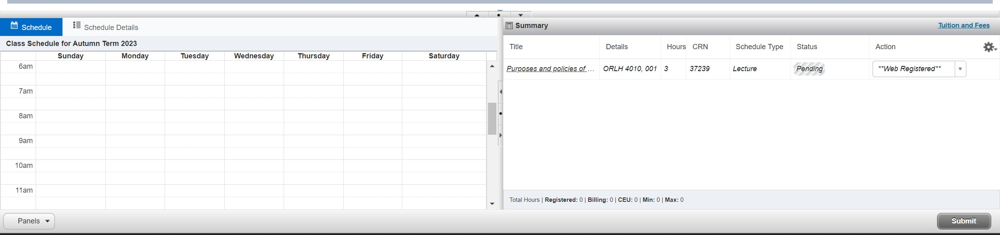 Schedule
Schedule Details
Class Schedule for Autumn Term 2023
Sunday Monday Tuesday Wednesday Thursday Friday Saturday
6am
7am
8am
9am
10am
11am
Summary
Tuition and Fees
Title Details Hours CRN Schedule Type Status Action
Purposes and policies of ... ORLH 4010, 001 3 37239 Lecture Pending **Web Registered**
Total Hours | Registered: 0 | Billing: 0 | CEU: 0 | Min: 0 | Max: 0
Panels
Submit